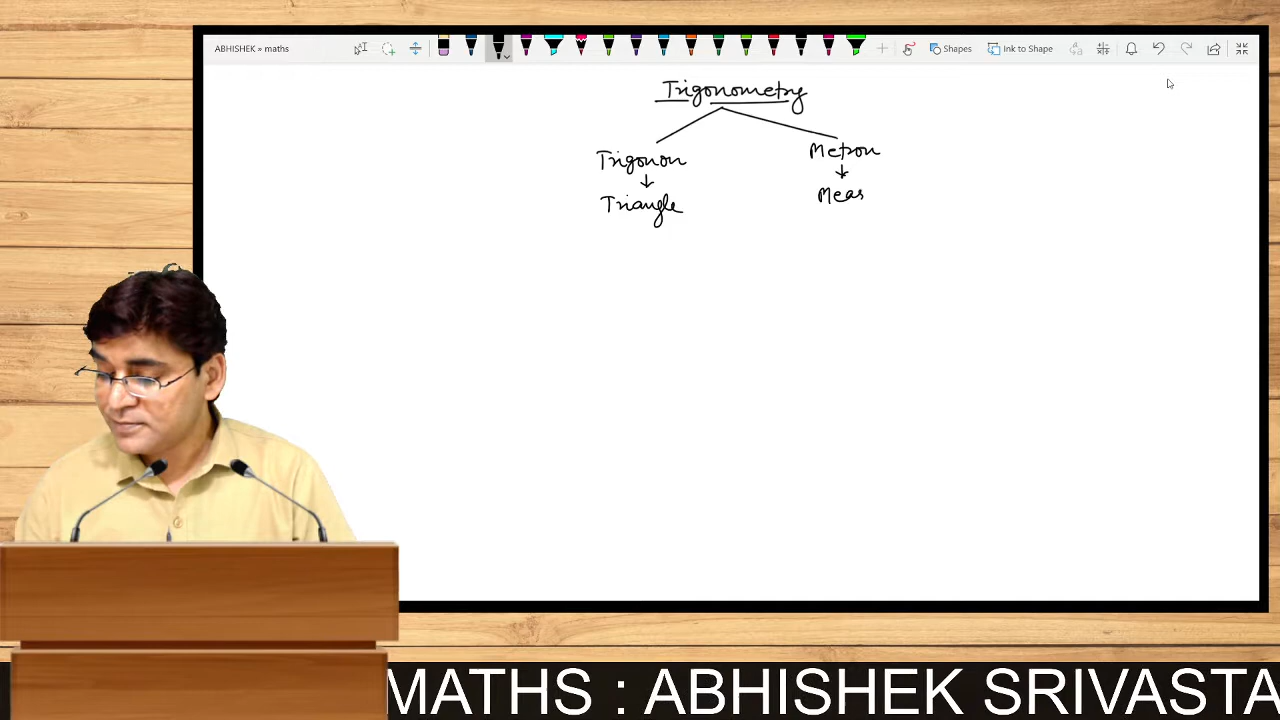 ABHISHEK » maths
Shapes
Ink to Shape
Trigonometry
Trigonon Metron
↓ ↓
Triangle Meas
MATHS : ABHISHEK SRIVASTA